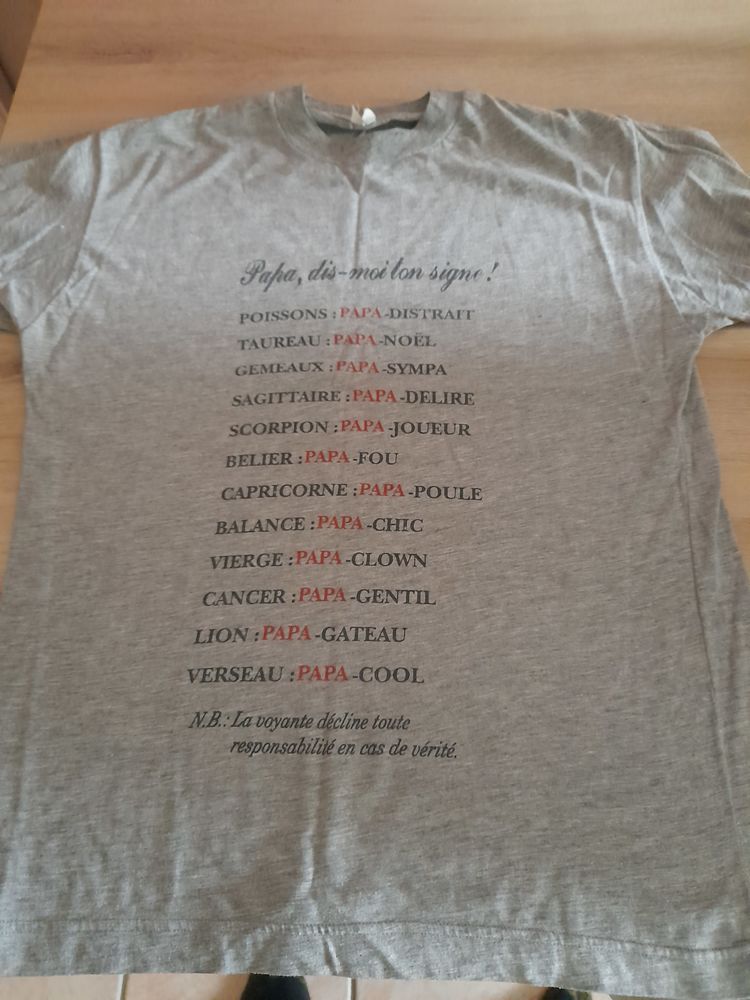 Papa, dis-moi ton signe!
POISSONS : PAPA-DISTRAIT
TAUREAU : PAPA-NOËL
GEMEAUX : PAPA-SYMPA
SAGITTAIRE : PAPA-DELIRE
SCORPION : PAPA-JOUEUR
BELIER : PAPA-FOU
CAPRICORNE : PAPA-POULE
BALANCE : PAPA-CHIC
VIERGE : PAPA-CLOWN
CANCER : PAPA-GENTIL
LION : PAPA-GATEAU
VERSEAU : PAPA-COOL
N.B.: La voyante décline toute
responsabilité en cas de vérité.